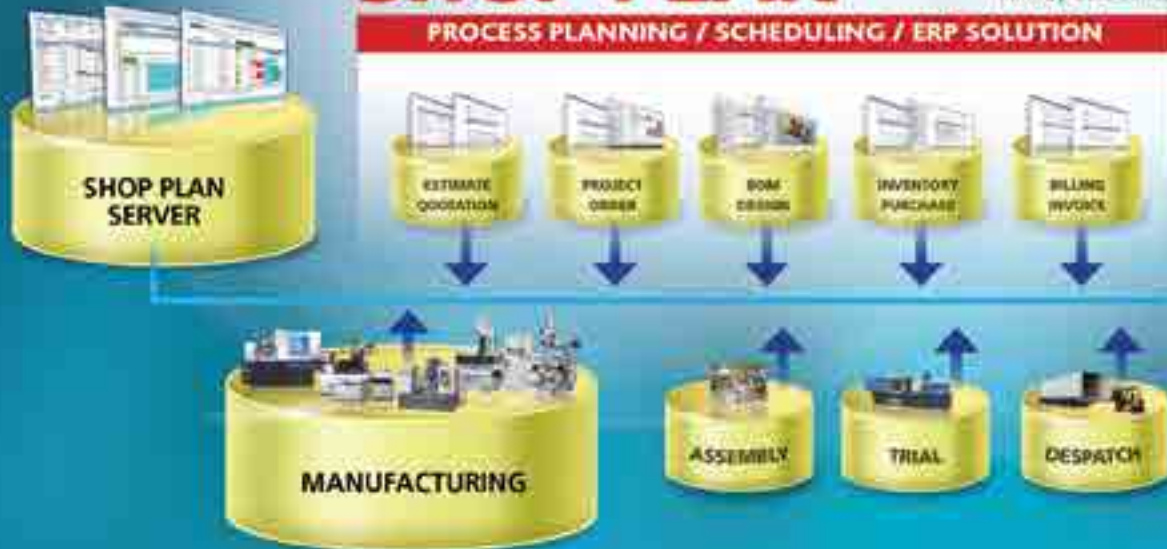 PROCESS PLANNING / SCHEDULING / ERP SOLUTION
SHOP PLAN
SERVER
ESTIMATE
QUOTATION
PROJECT
ORDER
BOM
DESIGN
INVENTORY
PURCHASE
BILLING
INVOICE
MANUFACTURING
ASSEMBLY
TRIAL
DESPATCH